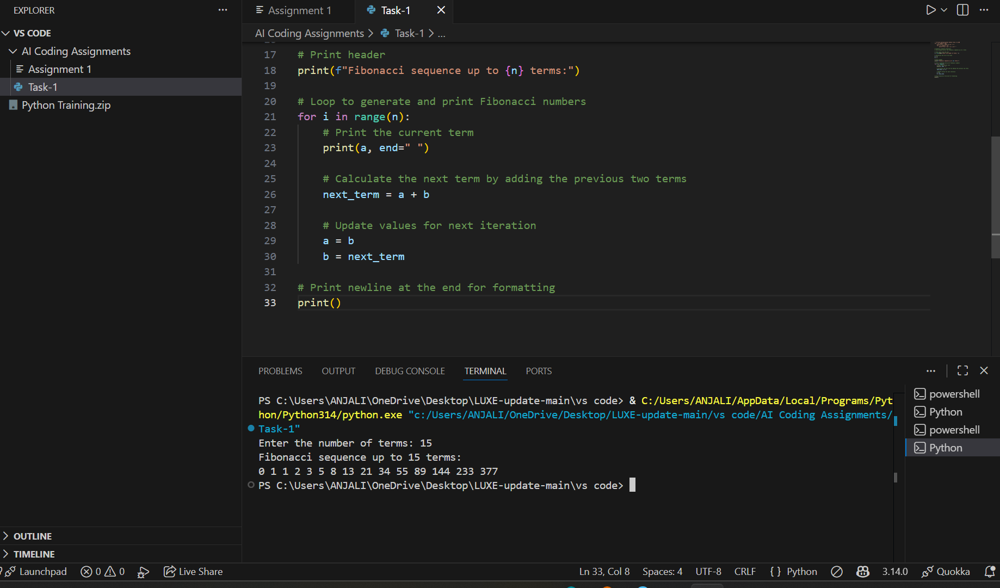 EXPLORER
VS CODE
AI Coding Assignments
Assignment 1
Task-1
Python Training.zip
OUTLINE
TIMELINE
Assignment 1
Task-1
AI Coding Assignments > Task-1 > ...
17 # Print header
18 print(f"Fibonacci sequence up to {n} terms:")
19
20 # Loop to generate and print Fibonacci numbers
21 for i in range(n):
22 # Print the current term
23 print(a, end=" ")
24
25 # Calculate the next term by adding the previous two terms
26 next_term = a + b
27
28 # Update values for next iteration
29 a = b
30 b = next_term
31
32 # Print newline at the end for formatting
33 print()
PROBLEMS OUTPUT DEBUG CONSOLE TERMINAL PORTS
PS C:\Users\ANJALI\OneDrive\Desktop\LUXE-update-main\vs code> & C:/Users/ANJALI/AppData/Local/Programs/Pyt
hon/Python314/python.exe "c:/Users/ANJALI/OneDrive/Desktop/LUXE-update-main/vs code/AI Coding Assignments/
Task-1"
Enter the number of terms: 15
Fibonacci sequence up to 15 terms:
0 1 1 2 3 5 8 13 21 34 55 89 144 233 377
PS C:\Users\ANJALI\OneDrive\Desktop\LUXE-update-main\vs code>
powershell
Python
powershell
Python
Launchpad 0 0 Live Share Ln 33, Col 8 Spaces: 4 UTF-8 CRLF { } Python 3.14.0 Quokka